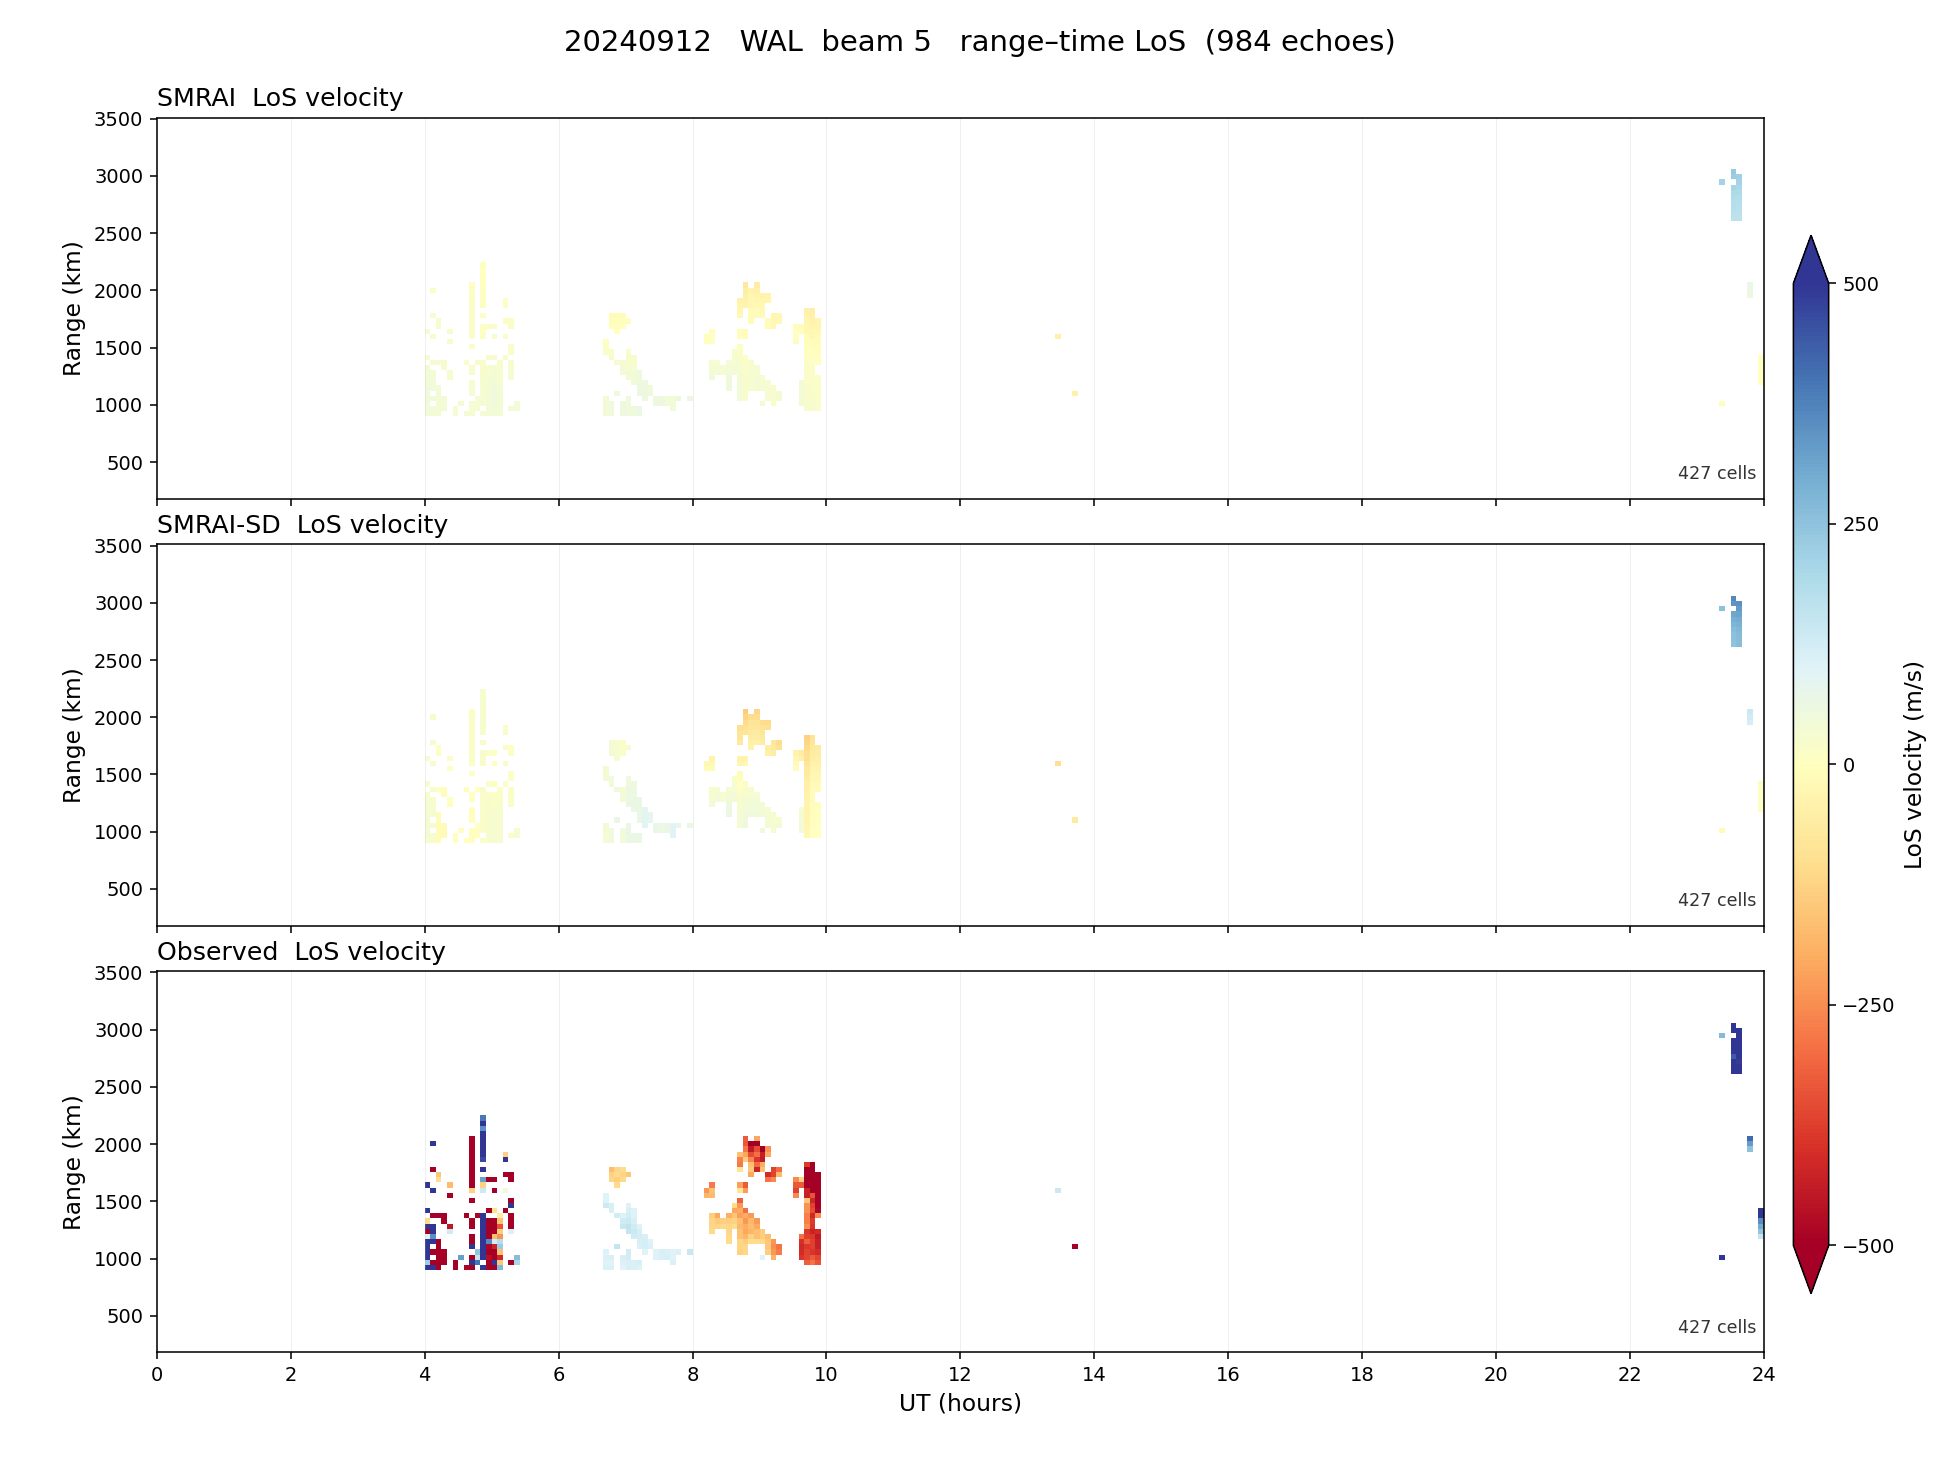 20240912   WAL  beam 5   range–time LoS  (984 echoes)
SMRAI  LoS velocity
3500
3000
2500
2000
1500
1000
500
Range (km)
427 cells
SMRAI-SD  LoS velocity
3500
3000
2500
2000
1500
1000
500
Range (km)
427 cells
Observed  LoS velocity
3500
3000
2500
2000
1500
1000
500
Range (km)
427 cells
0 2 4 6 8 10 12 14 16 18 20 22 24
UT (hours)
500
250
0
−250
−500
LoS velocity (m/s)